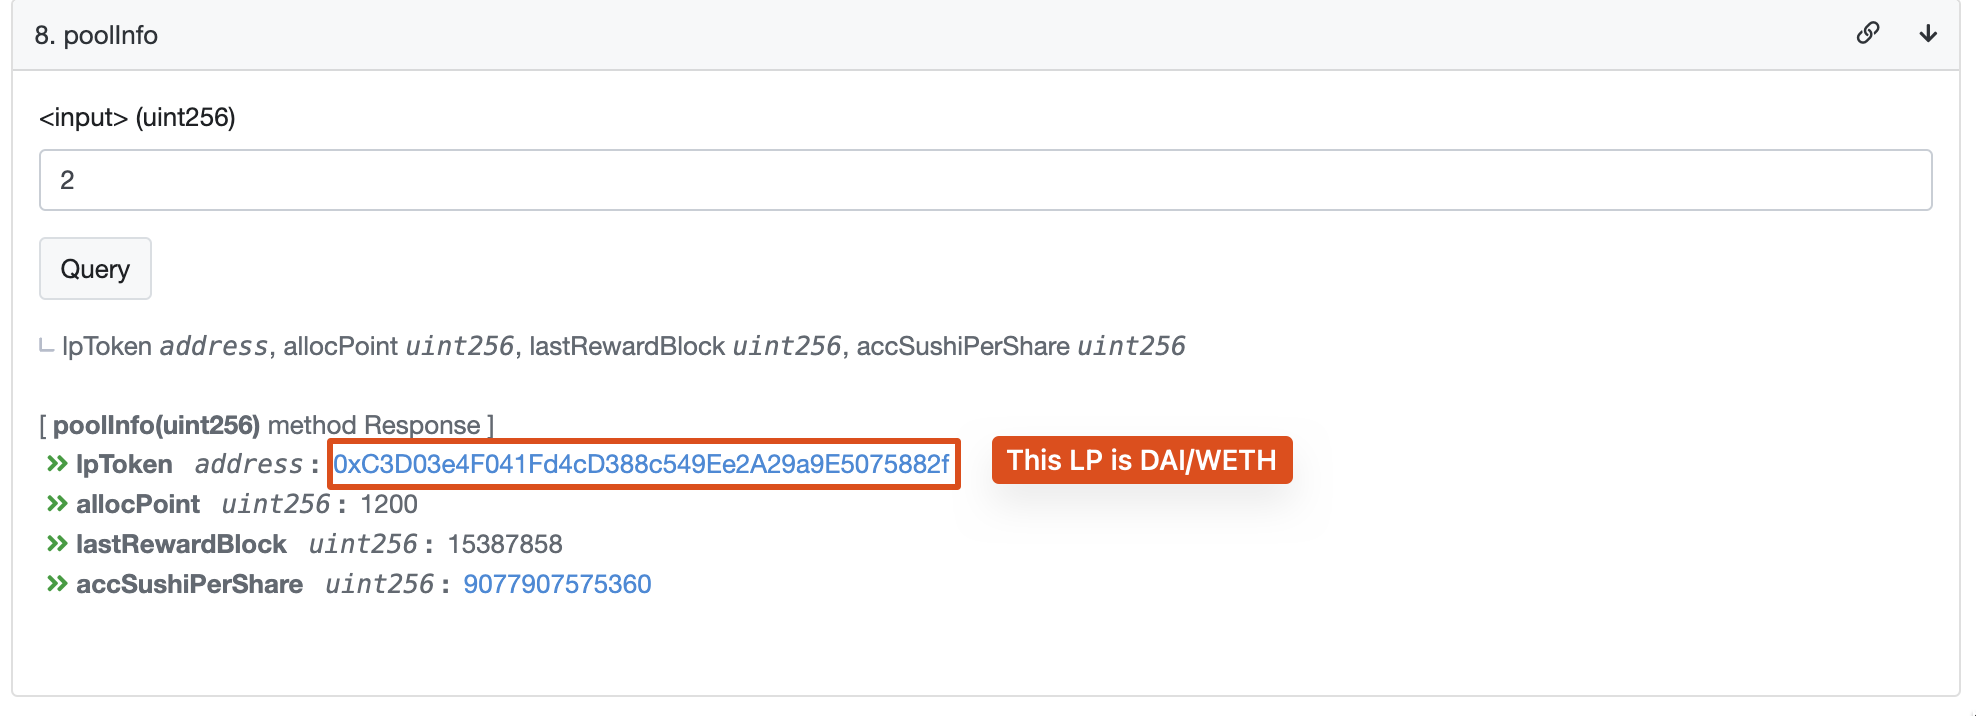 8. poolInfo
<input> (uint256)
2
Query
lpToken address, allocPoint uint256, lastRewardBlock uint256, accSushiPerShare uint256
[ poolInfo(uint256) method Response ]
lpToken address : 0xC3D03e4F041Fd4cD388c549Ee2A29a9E5075882f This LP is DAI/WETH
allocPoint uint256 : 1200
lastRewardBlock uint256 : 15387858
accSushiPerShare uint256 : 9077907575360